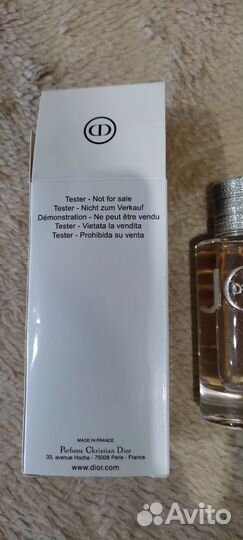 CD
Tester - Not for sale
Tester - Nicht zum Verkauf
Démonstration - Ne peut être vendu
Tester - Vietata la vendita
Tester - Prohibida su venta
J
MADE IN FRANCE
Parfums Christian Dior
33, avenue Hoche - 75008 Paris - France
www.dior.com
Avito